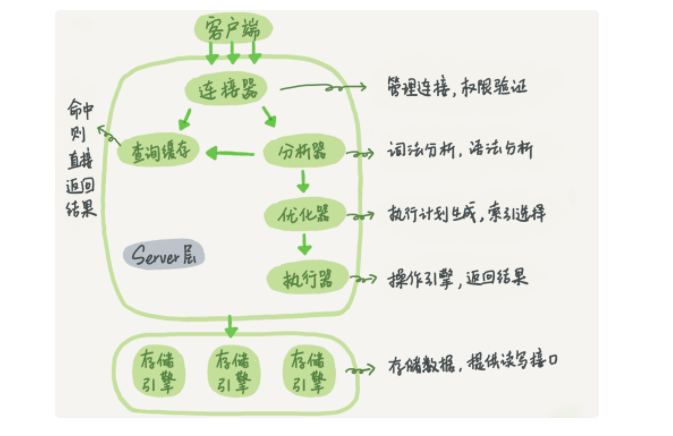 客户端
连接器
管理连接，权限验证
命中
则
直接
返回
结果
查询缓存
分析器
词法分析，语法分析
优化器
执行计划生成，索引选择
Server层
执行器
操作引擎，返回结果
存储
引擎
存储
引擎
存储
引擎
存储数据，提供读写接口